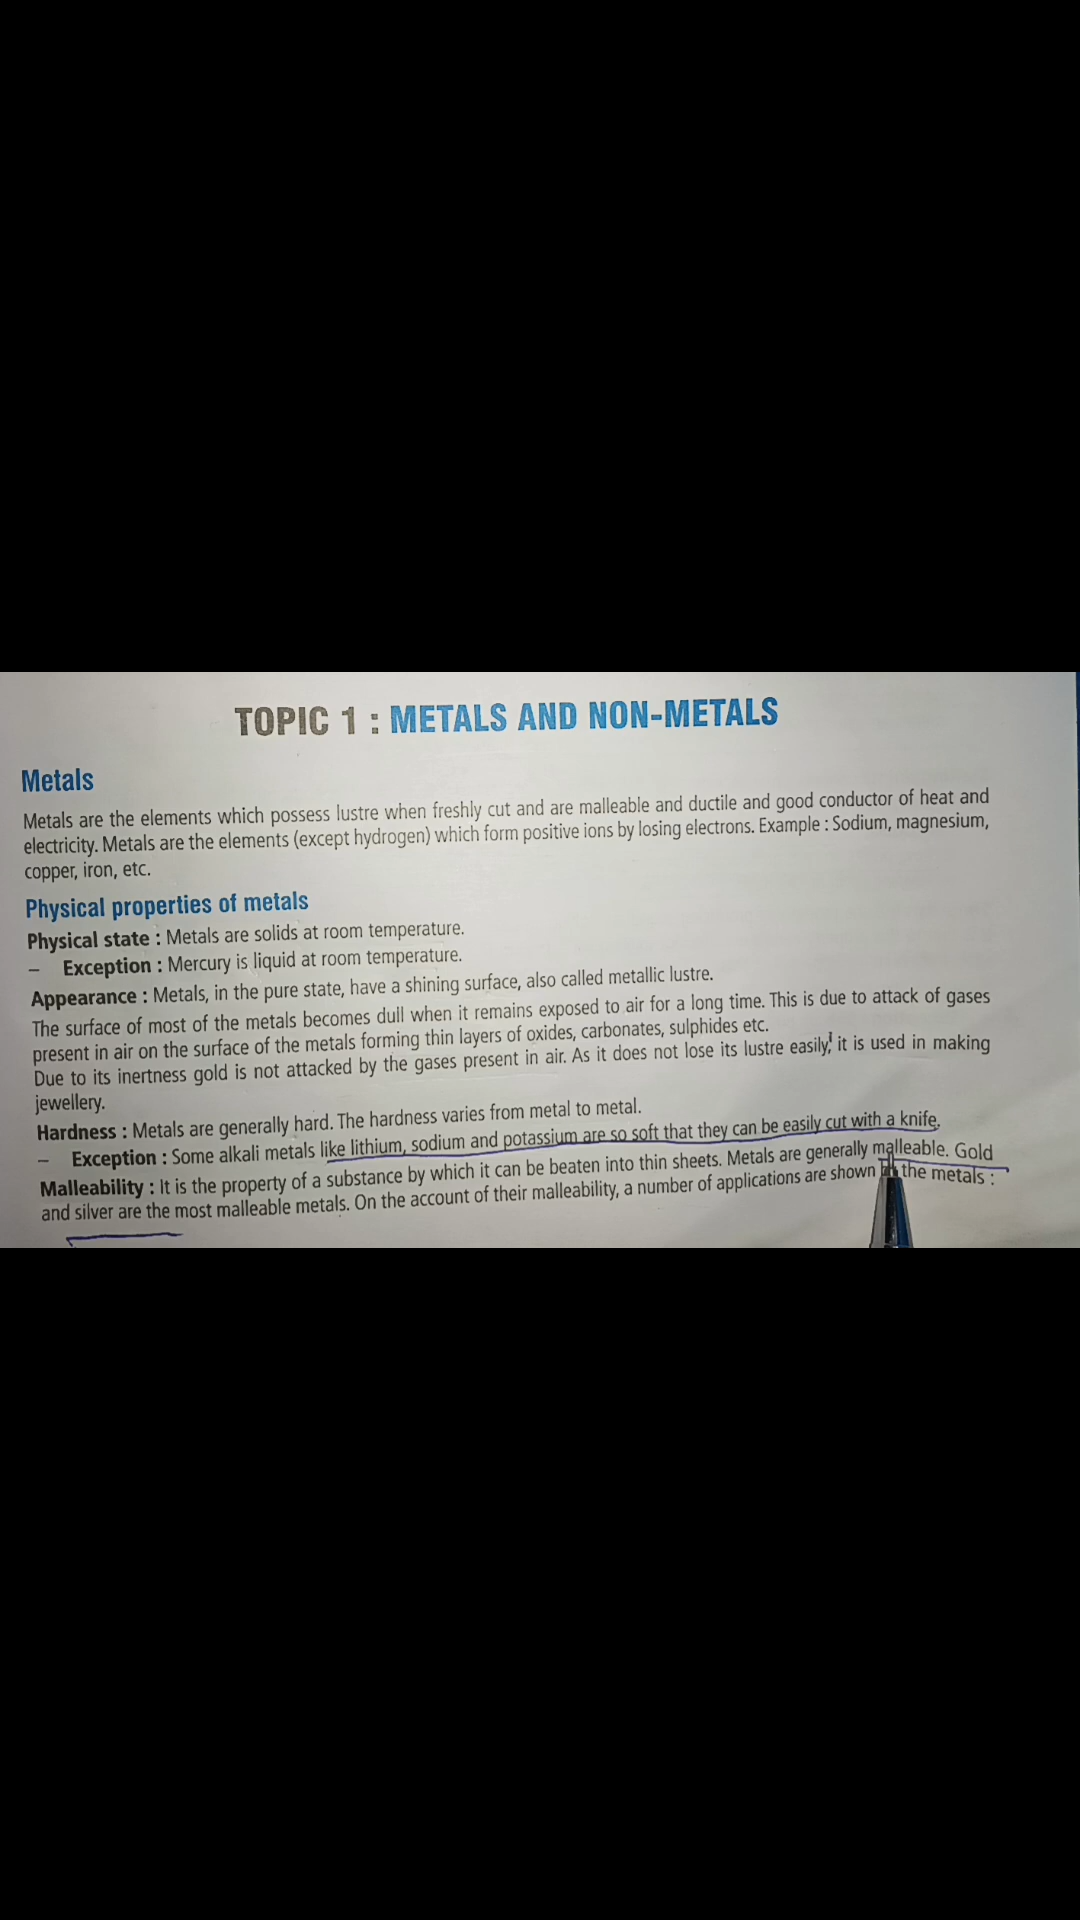 TOPIC 1 : METALS AND NON-METALS
Metals
Metals are the elements which possess lustre when freshly cut and are malleable and ductile and good conductor of heat and
electricity. Metals are the elements (except hydrogen) which form positive ions by losing electrons. Example : Sodium, magnesium,
copper, iron, etc.
Physical properties of metals
Physical state : Metals are solids at room temperature.
– Exception : Mercury is liquid at room temperature.
Appearance : Metals, in the pure state, have a shining surface, also called metallic lustre.
The surface of most of the metals becomes dull when it remains exposed to air for a long time. This is due to attack of gases
present in air on the surface of the metals forming thin layers of oxides, carbonates, sulphides etc.
Due to its inertness gold is not attacked by the gases present in air. As it does not lose its lustre easily, it is used in making
jewellery.
Hardness : Metals are generally hard. The hardness varies from metal to metal.
– Exception : Some alkali metals like lithium, sodium and potassium are so soft that they can be easily cut with a knife.
Malleability : It is the property of a substance by which it can be beaten into thin sheets. Metals are generally malleable. Gold
and silver are the most malleable metals. On the account of their malleability, a number of applications are shown the metals :